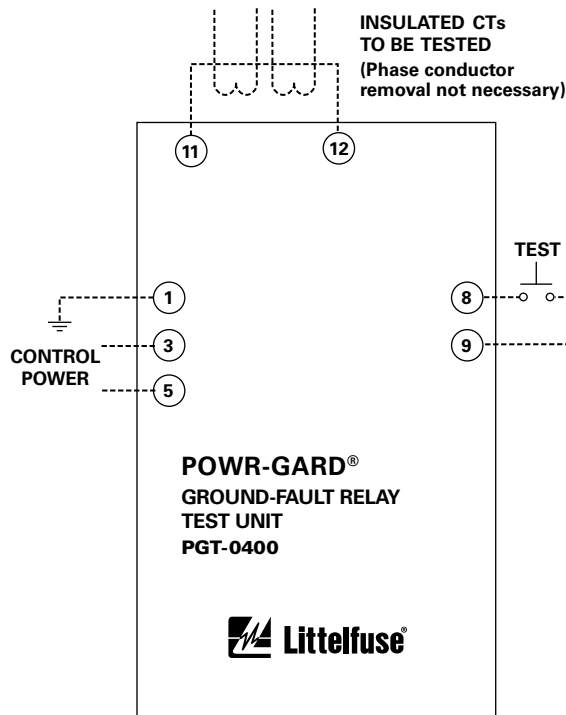 INSULATED CTs
TO BE TESTED
(Phase conductor
removal not necessary)
11
12
TEST
1
8
3
9
CONTROL
POWER
5
POWR-GARD®
GROUND-FAULT RELAY
TEST UNIT
PGT-0400
Littelfuse®